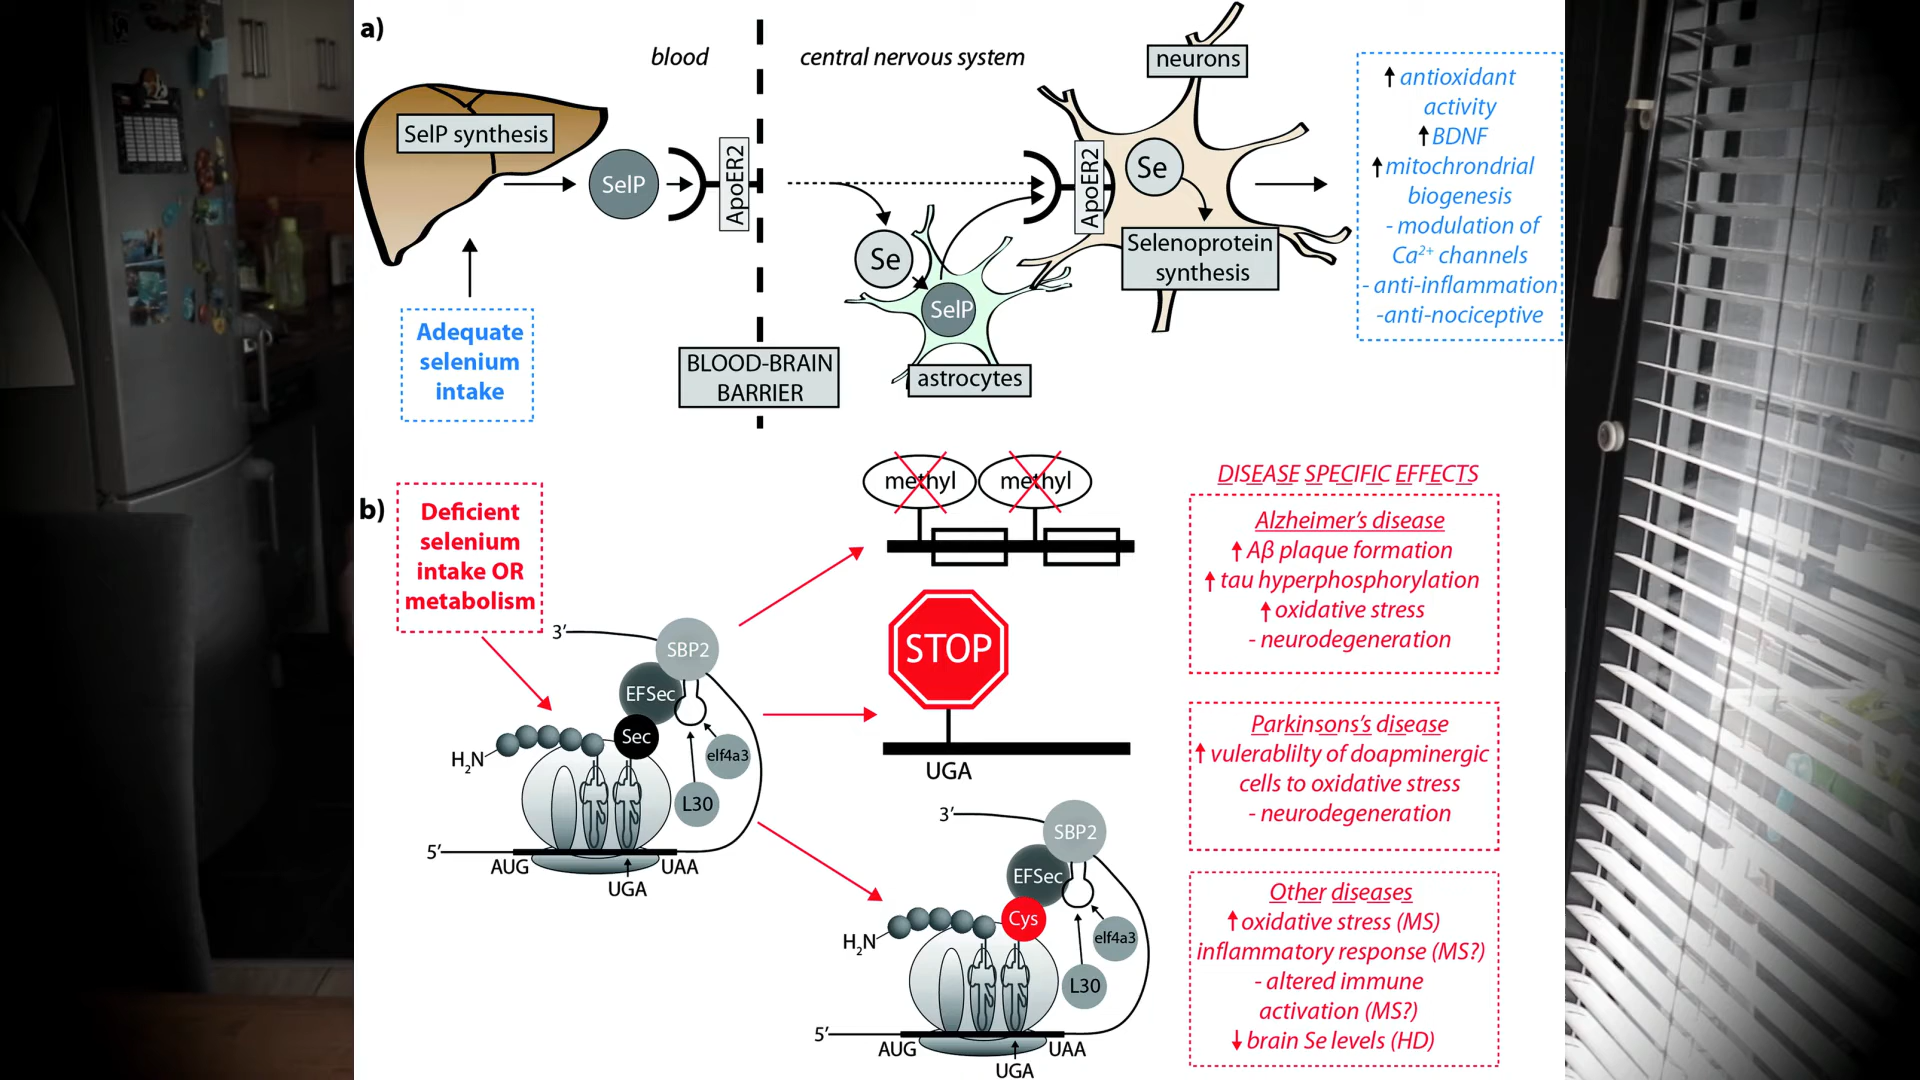 a)
blood
central nervous system
neurons
SelP synthesis
SelP
ApoER2
ApoER2
Se
Se
SelP
Selenoprotein
synthesis
astrocytes
BLOOD-BRAIN
BARRIER
Adequate
selenium
intake
antioxidant
activity
BDNF
mitochrondrial
biogenesis
- modulation of
Ca²⁺ channels
- anti-inflammation
-anti-nociceptive
b)
Deficient
selenium
intake OR
metabolism
3’
SBP2
EFSec
Sec
elf4a3
L30
H₂N
5’
AUG
UGA
UAA
methyl
methyl
STOP
UGA
3’
SBP2
EFSec
Cys
elf4a3
L30
H₂N
5’
AUG
UGA
UAA
DISEASE SPECIFIC EFFECTS
Alzheimer’s disease
Aβ plaque formation
tau hyperphosphorylation
oxidative stress
- neurodegeneration
Parkinsons’s disease
vulerablilty of doapminergic
cells to oxidative stress
- neurodegeneration
Other diseases
oxidative stress (MS)
inflammatory response (MS?)
- altered immune
activation (MS?)
brain Se levels (HD)